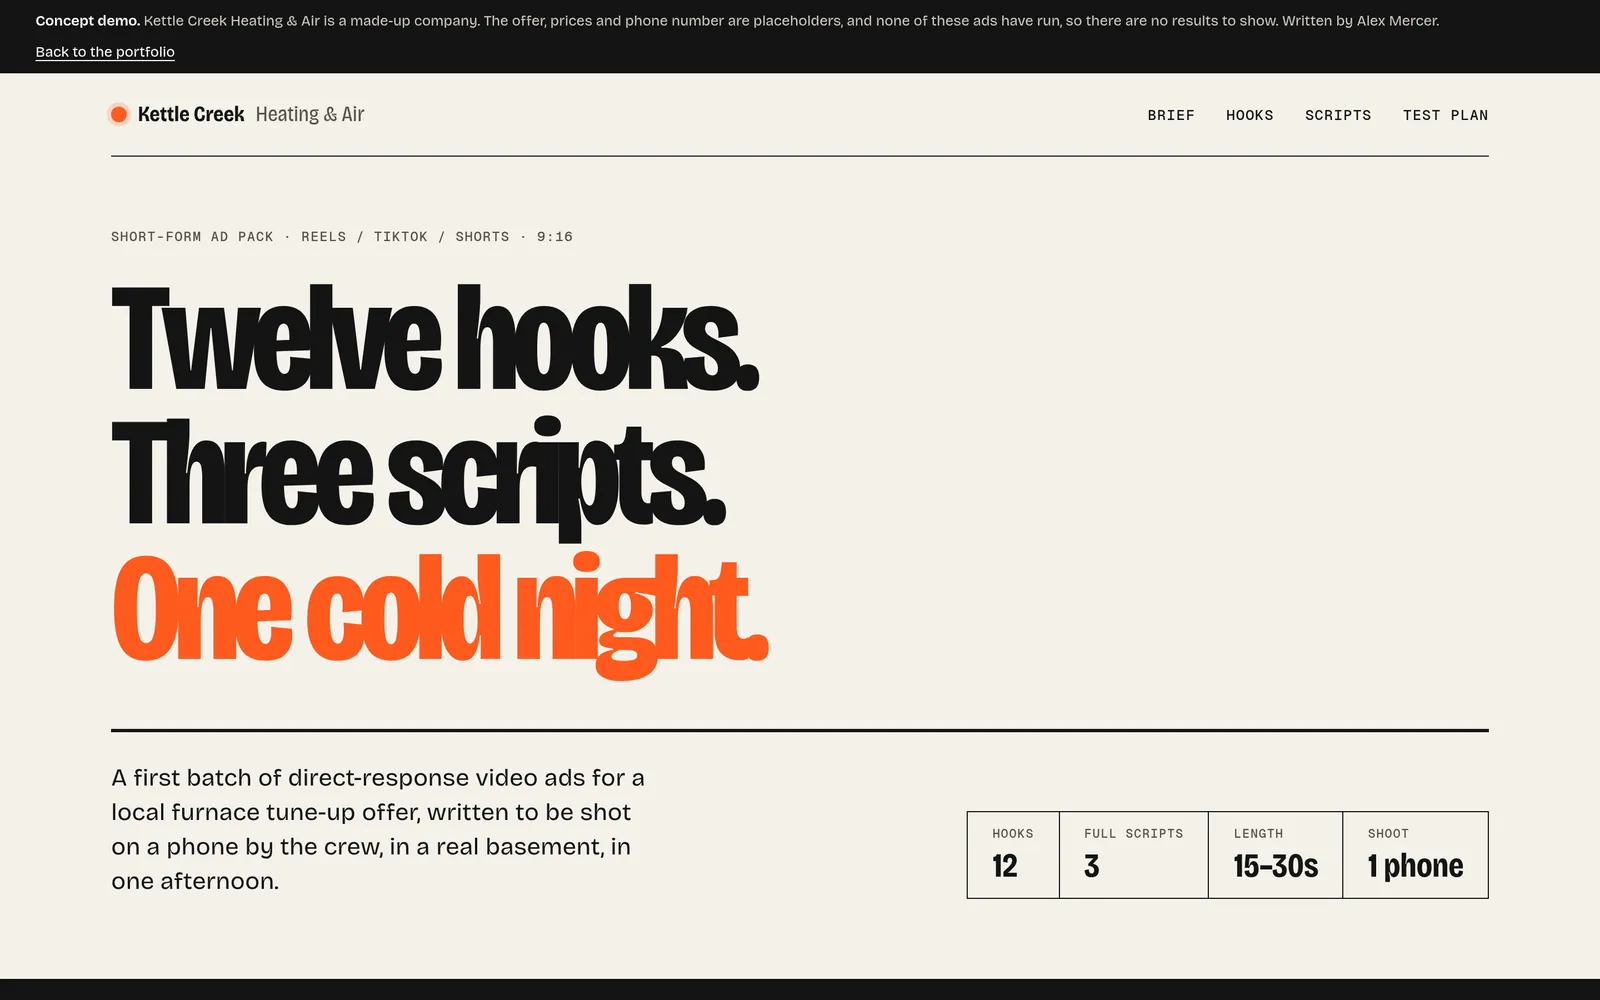 Concept demo. Kettle Creek Heating & Air is a made-up company. The offer, prices and phone number are placeholders, and none of these ads have run, so there are no results to show. Written by Alex Mercer.
Back to the portfolio
Kettle Creek Heating & Air
BRIEF HOOKS SCRIPTS TEST PLAN
SHORT-FORM AD PACK · REELS / TIKTOK / SHORTS · 9:16
Twelve hooks.
Three scripts.
One cold night.
A first batch of direct-response video ads for a
local furnace tune-up offer, written to be shot
on a phone by the crew, in a real basement, in
one afternoon.
HOOKS
12
FULL SCRIPTS
3
LENGTH
15–30s
SHOOT
1 phone